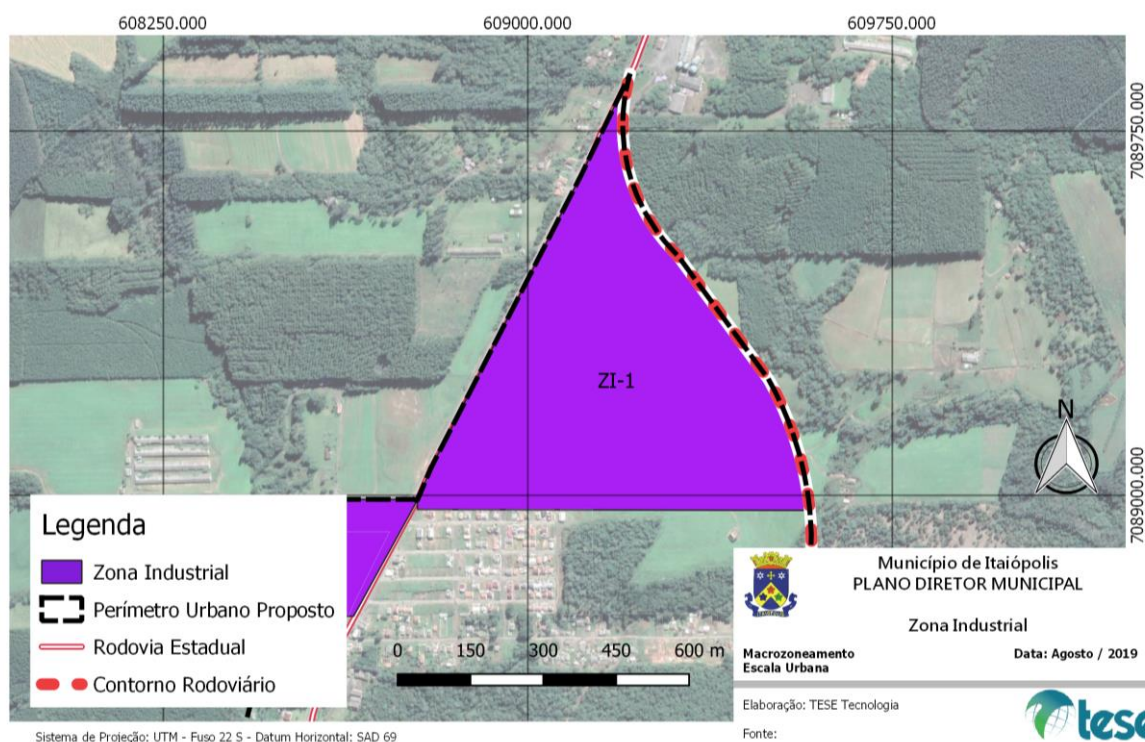 608250.000
609000.000
609750.000
7089750.000
7089000.000
ZI-1
N
Legenda
Zona Industrial
Perímetro Urbano Proposto
Rodovia Estadual
Contorno Rodoviário
0 150 300 450 600 m
Município de Itaiópolis
PLANO DIRETOR MUNICIPAL
Zona Industrial
Macrozoneamento
Escala Urbana
Data: Agosto / 2019
Elaboração: TESE Tecnologia
Fonte:
tese
Sistema de Projeção: UTM - Fuso 22 S - Datum Horizontal: SAD 69